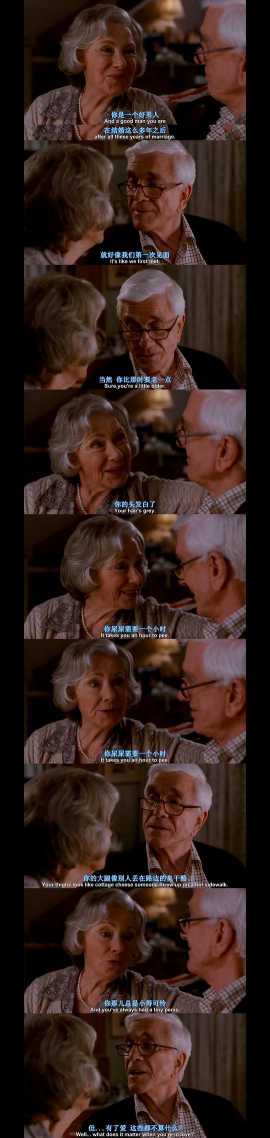 你是一个好男人
And a good man you are
在结婚这么多年之后
after all these years of marriage.
就好像我们第一次见面
It's like we first met.
当然 你比那时要老一点
Sure,you're a little older.
你的头发白了
Your hair's grey.
你尿尿需要一个小时
It takes you an hour to pee.
你尿尿需要一个小时
It takes you an hour to pee.
你的大腿像别人丢在路边的臭干酪...
Your thighs look like cottage cheese someone threw up on a hot sidewalk.
你那儿总是小得可怜
And you've always had a tiny penis.
但...有了爱 这些都不算什么?
Well... what does it matter when you're in love?